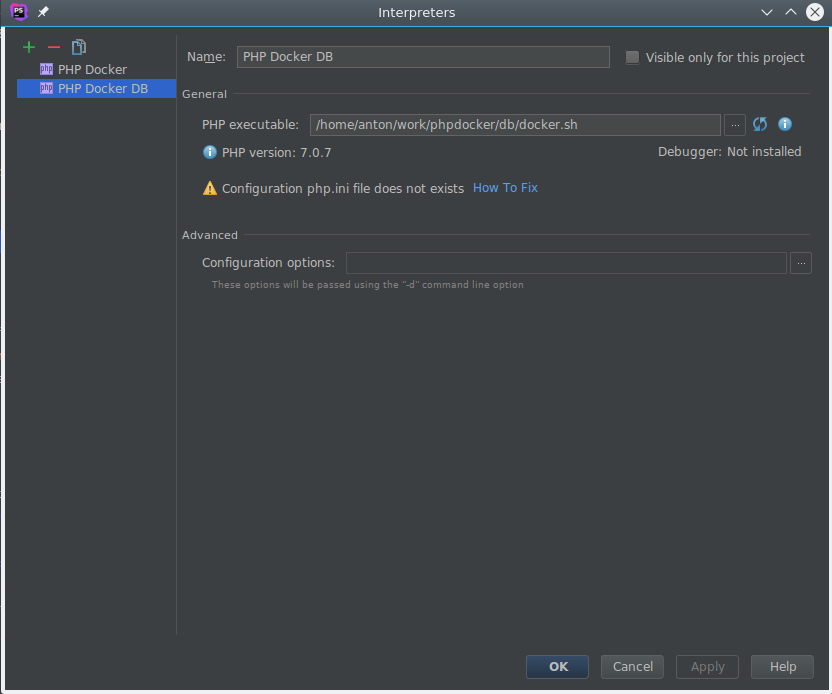 PS
Interpreters
php PHP Docker
php PHP Docker DB
Name: PHP Docker DB
Visible only for this project
General
PHP executable: /home/anton/work/phpdocker/db/docker.sh ...
PHP version: 7.0.7
Debugger: Not installed
Configuration php.ini file does not exists How To Fix
Advanced
Configuration options: ...
These options will be passed using the "-d" command line option
OK Cancel Apply Help